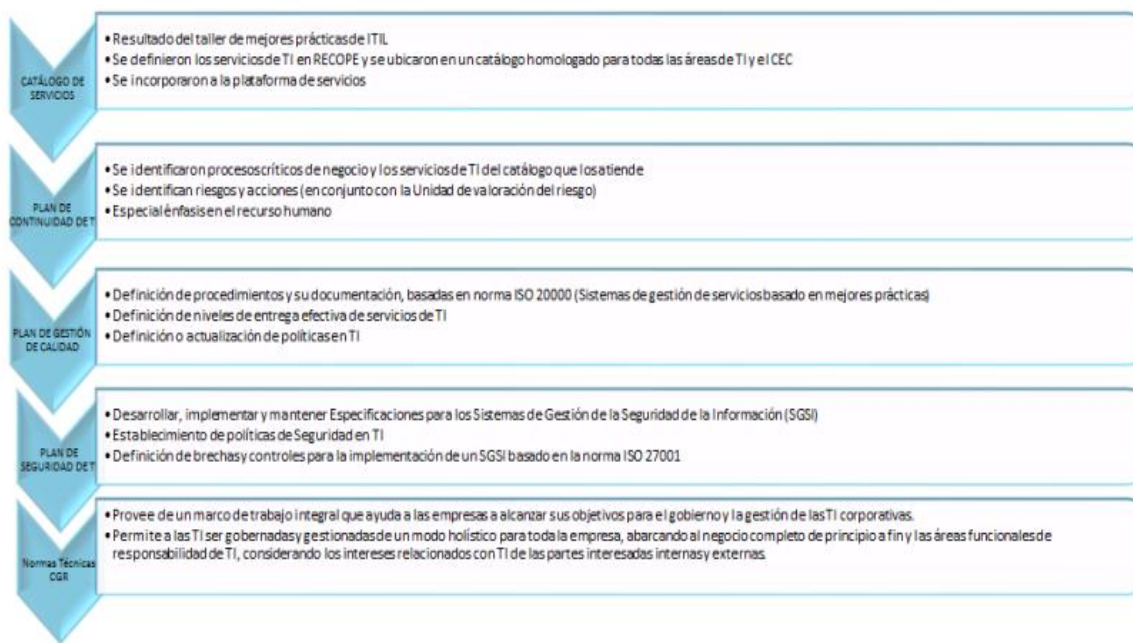 CATÁLOGO DE
SERVICIOS
• Resultado del taller de mejores prácticas de ITIL
• Se definieron los servicios de TI en RECOPE y se ubicaron en un catálogo homologado para todas las áreas de TI y el CEC
• Se incorporaron a la plataforma de servicios
PLAN DE
CONTINUIDAD DE T
• Se identificaron procesos críticos de negocio y los servicios de TI del catálogo que los atiende
• Se identifican riesgos y acciones (en conjunto con la Unidad de valoración del riesgo)
• Especial énfasis en el recurso humano
PLAN DE GESTIÓN
DE CALIDAD
• Definición de procedimientos y su documentación, basadas en norma ISO 20000 (Sistemas de gestión de servicios basado en mejores prácticas)
• Definición de niveles de entrega efectiva de servicios de TI
• Definición o actualización de políticas en TI
PLAN DE
SEGURIDAD DE T
• Desarrollar, implementar y mantener Especificaciones para los Sistemas de Gestión de la Seguridad de la Información (SGSI)
• Establecimiento de políticas de Seguridad en TI
• Definición de brechas y controles para la implementación de un SGSI basado en la norma ISO 27001
Normas Técnicas
CGR
• Provee de un marco de trabajo integral que ayuda a las empresas a alcanzar sus objetivos para el gobierno y la gestión de las TI corporativas.
• Permite a las TI ser gobernadas y gestionadas de un modo holístico para toda la empresa, abarcando al negocio completo de principio a fin y las áreas funcionales de
responsabilidad de TI, considerando los intereses relacionados con TI de las partes interesadas internas y externas.